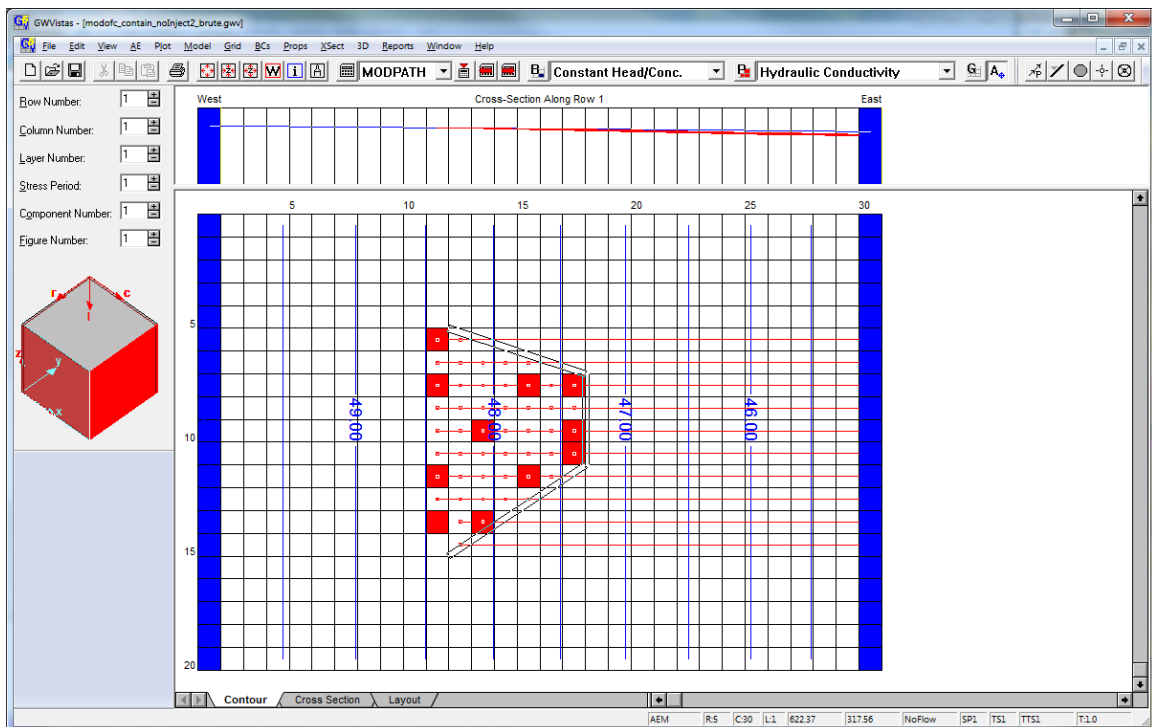 GWVistas - [modofc_contain_noInject2_brute.gwv]
File Edit View AE Plot Model Grid BCs Props XSect 3D Reports Window Help
MODPATH Constant Head/Conc. Hydraulic Conductivity
Row Number: 1
Column Number: 1
Layer Number: 1
Stress Period: 1
Component Number: 1
Figure Number: 1
r c
l
z y
x
West Cross-Section Along Row 1 East
5 10 15 20 25 30
5
49.00 48.00 47.00 46.00
10
15
20
Contour Cross Section Layout
AEM R:5 C:30 L:1 622.37 317.56 NoFlow SP1 TS1 TTS1 T:1.0